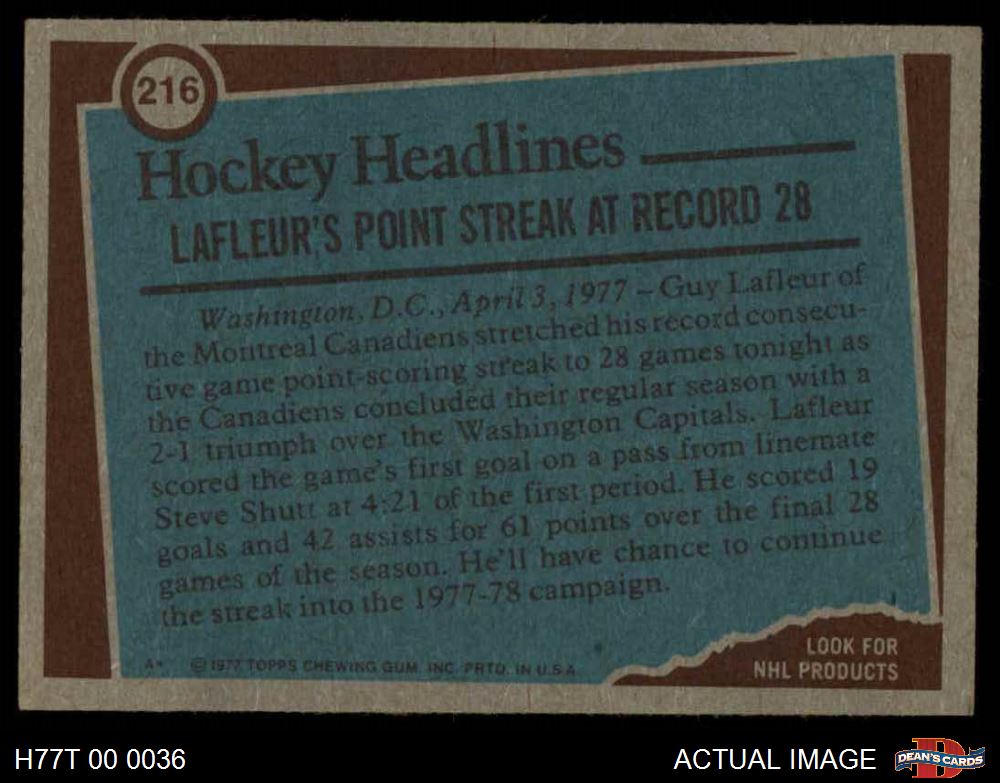 216
Hockey Headlines
LAFLEUR'S POINT STREAK AT RECORD 28
Washington, D.C., April 3, 1977 – Guy Lafleur of
the Montreal Canadiens stretched his record consecu-
tive game point-scoring streak to 28 games tonight as
the Canadiens concluded their regular season with a
2-1 triumph over the Washington Capitals. Lafleur
scored the game's first goal on a pass from linemate
Steve Shutt at 4:21 of the first period. He scored 19
goals and 42 assists for 61 points over the final 28
games of the season. He'll have chance to continue
the streak into the 1977-78 campaign.
A* © 1977 TOPPS CHEWING GUM, INC. PRTD. IN U.S.A.
LOOK FOR
NHL PRODUCTS
H77T 00 0036
ACTUAL IMAGE
D
DEAN'S CARDS